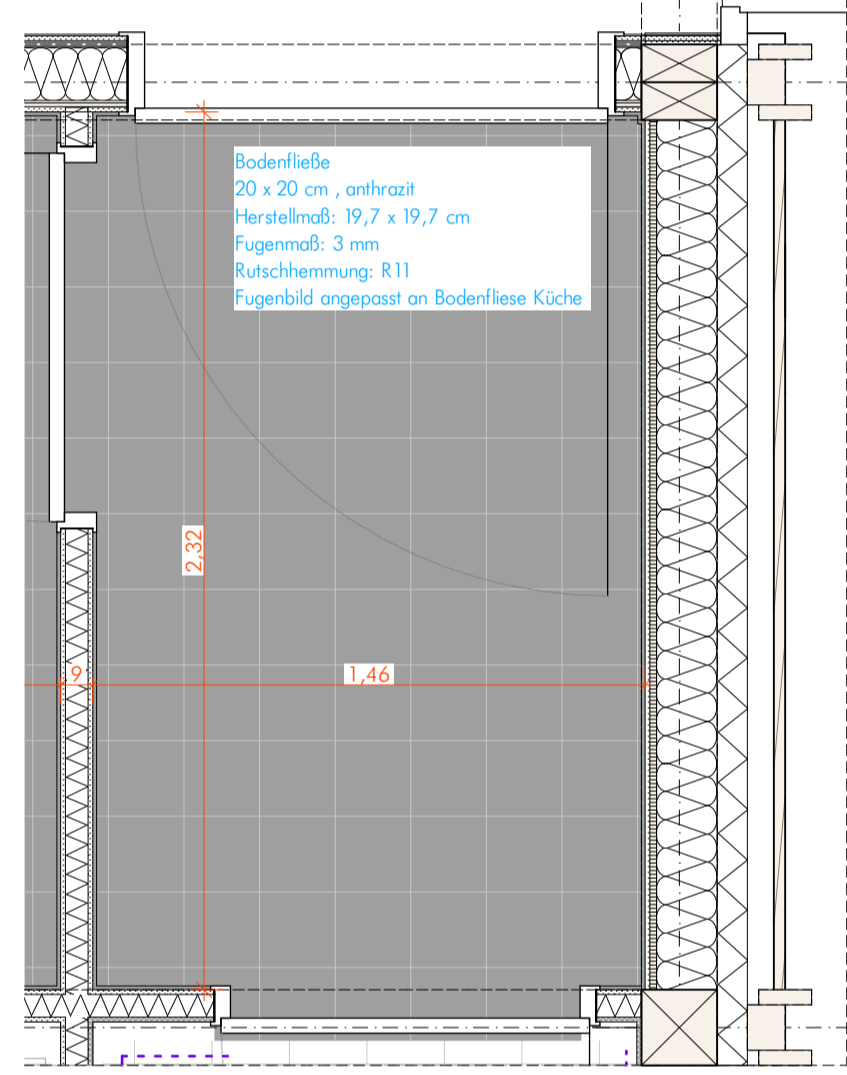 Bodenfließe
20 x 20 cm , anthrazit
Herstellmaß: 19,7 x 19,7 cm
Fugenmaß: 3 mm
Rutschhemmung: R11
Fugenbild angepasst an Bodenfliese Küche
2,32
9
1,46